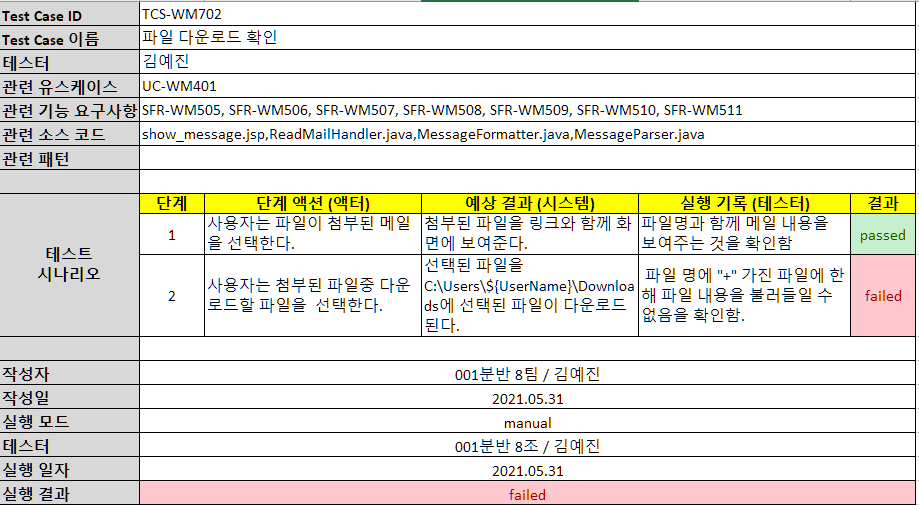 Test Case ID TCS-WM702
Test Case 이름 파일 다운로드 확인
테스터 김예진
관련 유스케이스 UC-WM401
관련 기능 요구사항 SFR-WM505, SFR-WM506, SFR-WM507, SFR-WM508, SFR-WM509, SFR-WM510, SFR-WM511
관련 소스 코드 show_message.jsp,ReadMailHandler.java,MessageFormatter.java,MessageParser.java
관련 패턴
테스트
시나리오
단계 단계 액션 (액터) 예상 결과 (시스템) 실행 기록 (테스터) 결과
1
사용자는 파일이 첨부된 메일
을 선택한다.
첨부된 파일을 링크와 함께 화
면에 보여준다.
파일명과 함께 메일 내용을
보여주는 것을 확인함
passed
2
사용자는 첨부된 파일중 다운
로드할 파일을 선택한다.
선택된 파일을
C:\Users\${UserName}\Downloa
ds에 선택된 파일이 다운로드
된다.
파일 명에 "+" 가진 파일에 한
해 파일 내용을 불러들일 수
없음을 확인함.
failed
작성자 001분반 8팀 / 김예진
작성일 2021.05.31
실행 모드 manual
테스터 001분반 8조 / 김예진
실행 일자 2021.05.31
실행 결과 failed